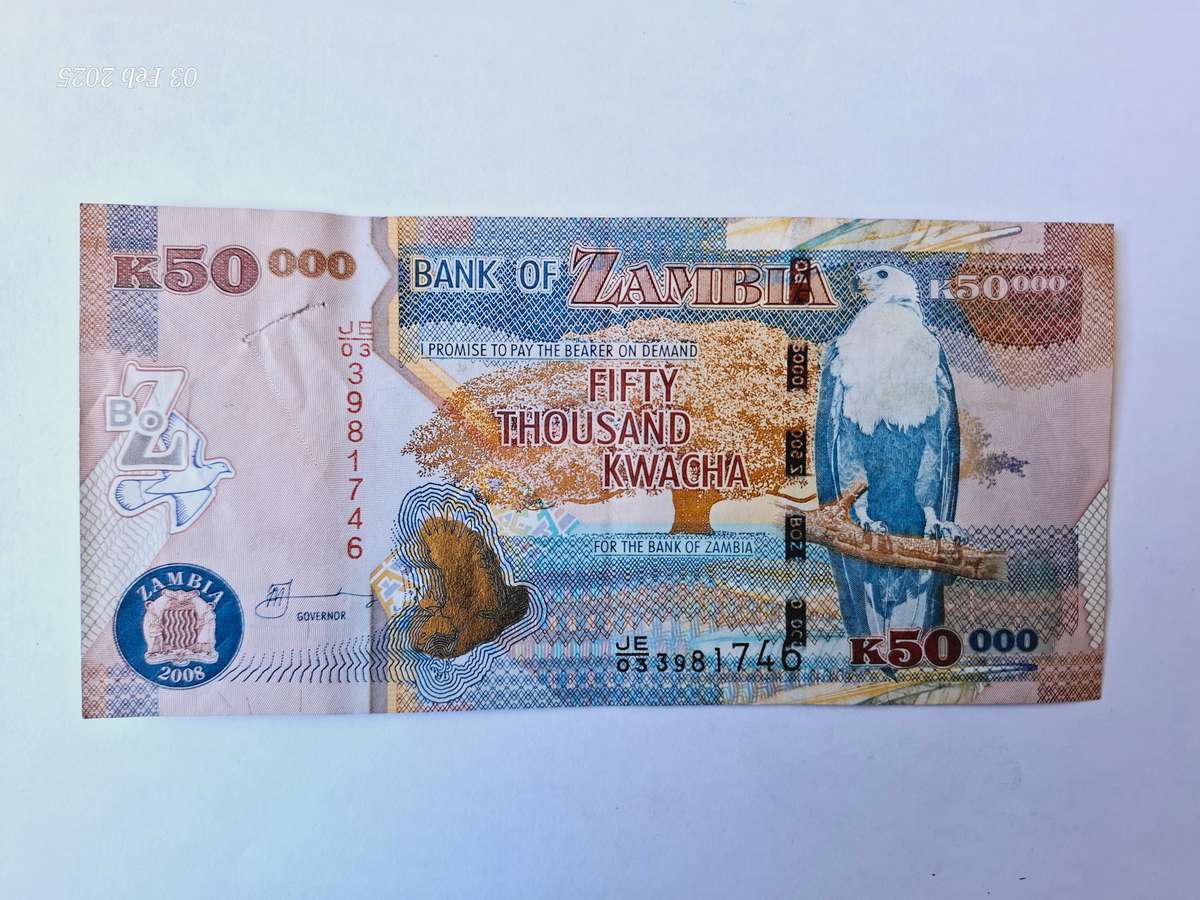 03 Feb 2025
K50 000
BANK OF ZAMBIA
K50 000
JE/03 3981746
I PROMISE TO PAY THE BEARER ON DEMAND
FIFTY
THOUSAND
KWACHA
BoZ
FOR THE BANK OF ZAMBIA
ZAMBIA
2008
GOVERNOR
JE/03 3981746
K50 000